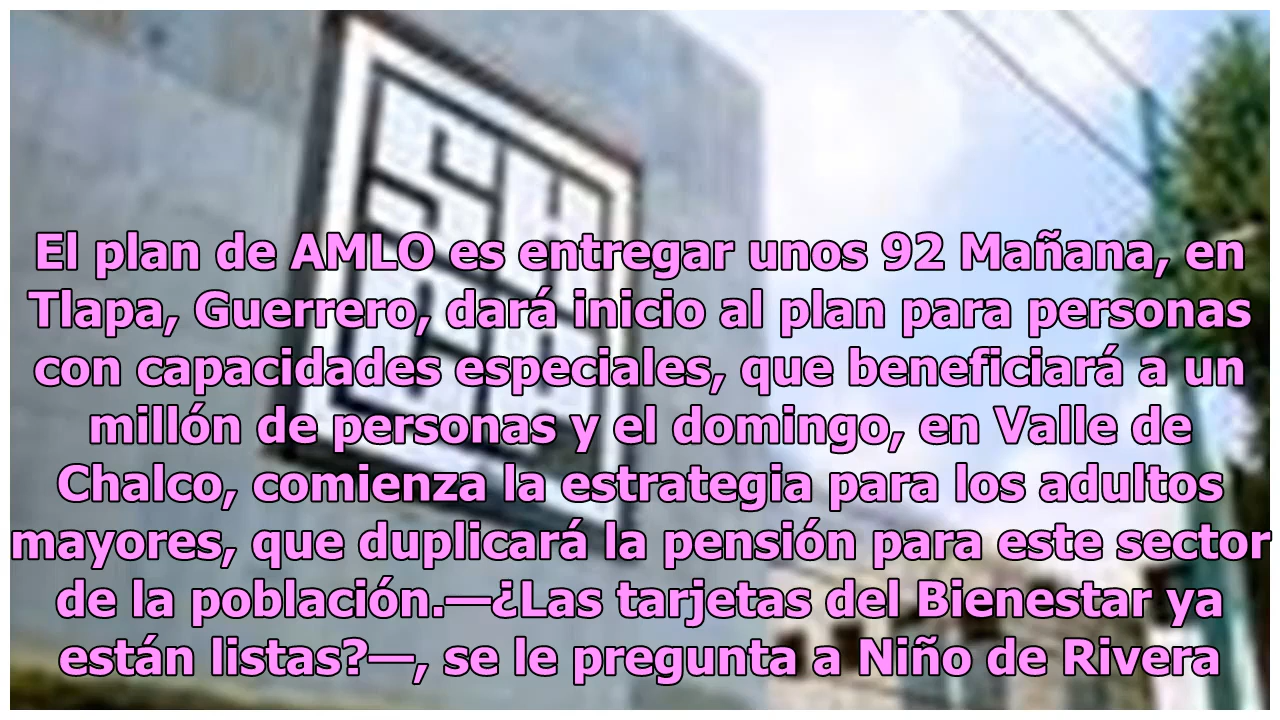 El plan de AMLO es entregar unos 92 Mañana, en
Tlapa, Guerrero, dará inicio al plan para personas
con capacidades especiales, que beneficiará a un
millón de personas y el domingo, en Valle de
Chalco, comienza la estrategia para los adultos
mayores, que duplicará la pensión para este sector
de la población.—¿Las tarjetas del Bienestar ya
están listas?—, se le pregunta a Niño de Rivera